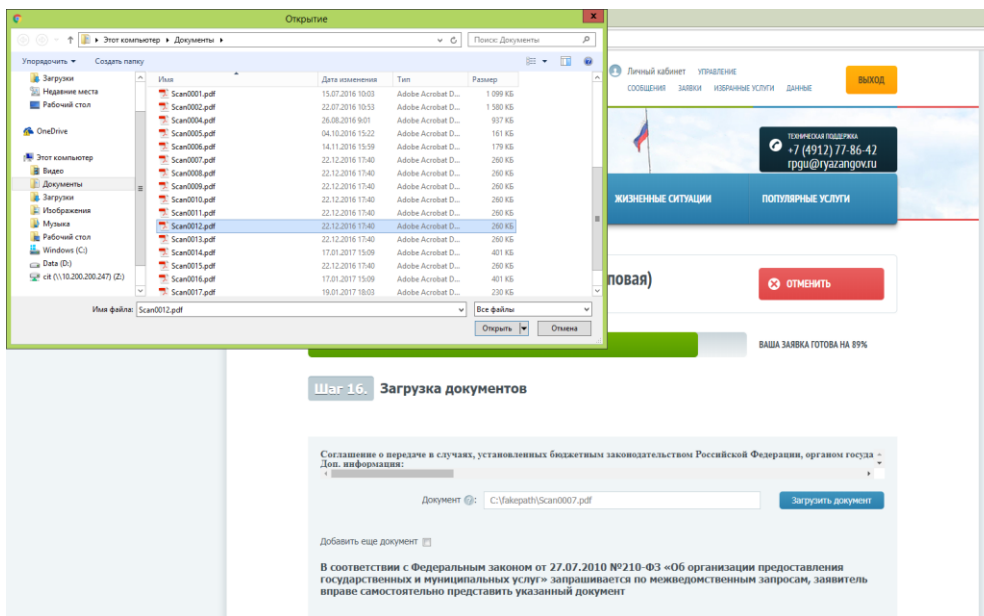 Открытие
Этот компьютер ▸ Документы ▸
Поиск: Документы
Упорядочить
Создать папку
Загрузки
Недавние места
Рабочий стол
OneDrive
Этот компьютер
Видео
Документы
Загрузки
Изображения
Музыка
Рабочий стол
Windows (C:)
Data (D:)
cit (\\10.200.200.247) (Z:)
Имя Дата изменения Тип Размер
Scan0001.pdf 15.07.2016 10:03 Adobe Acrobat D... 1 099 КБ
Scan0002.pdf 22.07.2016 10:53 Adobe Acrobat D... 1 580 КБ
Scan0004.pdf 26.08.2016 9:01 Adobe Acrobat D... 937 КБ
Scan0005.pdf 04.10.2016 15:22 Adobe Acrobat D... 161 КБ
Scan0006.pdf 14.11.2016 15:59 Adobe Acrobat D... 179 КБ
Scan0007.pdf 22.12.2016 17:40 Adobe Acrobat D... 260 КБ
Scan0008.pdf 22.12.2016 17:40 Adobe Acrobat D... 260 КБ
Scan0009.pdf 22.12.2016 17:40 Adobe Acrobat D... 260 КБ
Scan0010.pdf 22.12.2016 17:40 Adobe Acrobat D... 260 КБ
Scan0011.pdf 22.12.2016 17:40 Adobe Acrobat D... 260 КБ
Scan0012.pdf 22.12.2016 17:40 Adobe Acrobat D... 260 КБ
Scan0013.pdf 22.12.2016 17:40 Adobe Acrobat D... 260 КБ
Scan0014.pdf 17.01.2017 15:09 Adobe Acrobat D... 401 КБ
Scan0015.pdf 22.12.2016 17:40 Adobe Acrobat D... 260 КБ
Scan0016.pdf 17.01.2017 15:09 Adobe Acrobat D... 401 КБ
Scan0017.pdf 19.01.2017 18:03 Adobe Acrobat D... 230 КБ
Имя файла: Scan0012.pdf Все файлы
Открыть Отмена
Личный кабинет УПРАВЛЕНИЕ
СООБЩЕНИЯ ЗАЯВКИ ИЗБРАННЫЕ УСЛУГИ ДАННЫЕ
ВЫХОД
ТЕХНИЧЕСКАЯ ПОДДЕРЖКА
+7 (4912) 77-86-42
rpgu@ryazangov.ru
ЖИЗНЕННЫЕ СИТУАЦИИ ПОПУЛЯРНЫЕ УСЛУГИ
повая)
ОТМЕНИТЬ
ВАША ЗАЯВКА ГОТОВА НА 89%
Шаг 16. Загрузка документов
Соглашение о передаче в случаях, установленных бюджетным законодательством Российской Федерации, органом госуда
Доп. информация:
Документ : C:\fakepath\Scan0007.pdf Загрузить документ
Добавить еще документ
В соответствии с Федеральным законом от 27.07.2010 №210-ФЗ «Об организации предоставления
государственных и муниципальных услуг» запрашивается по межведомственным запросам, заявитель
вправе самостоятельно представить указанный документ